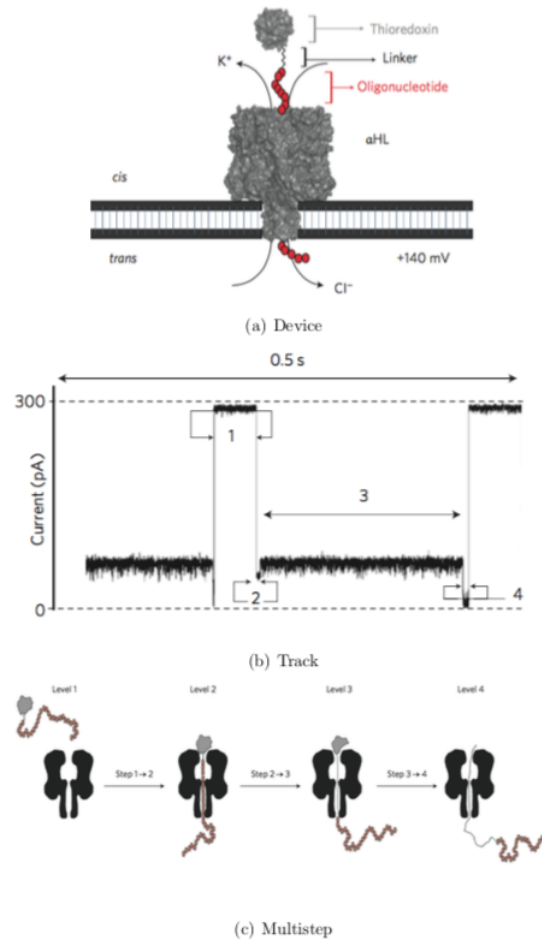 Thioredoxin
Linker
K+
Oligonucleotide
αHL
cis
trans
+140 mV
Cl−
(a) Device
0.5 s
300
1
3
Current (pA)
2
4
0
(b) Track
Level 1
Level 2
Level 3
Level 4
Step 1→2
Step 2→3
Step 3→4
(c) Multistep